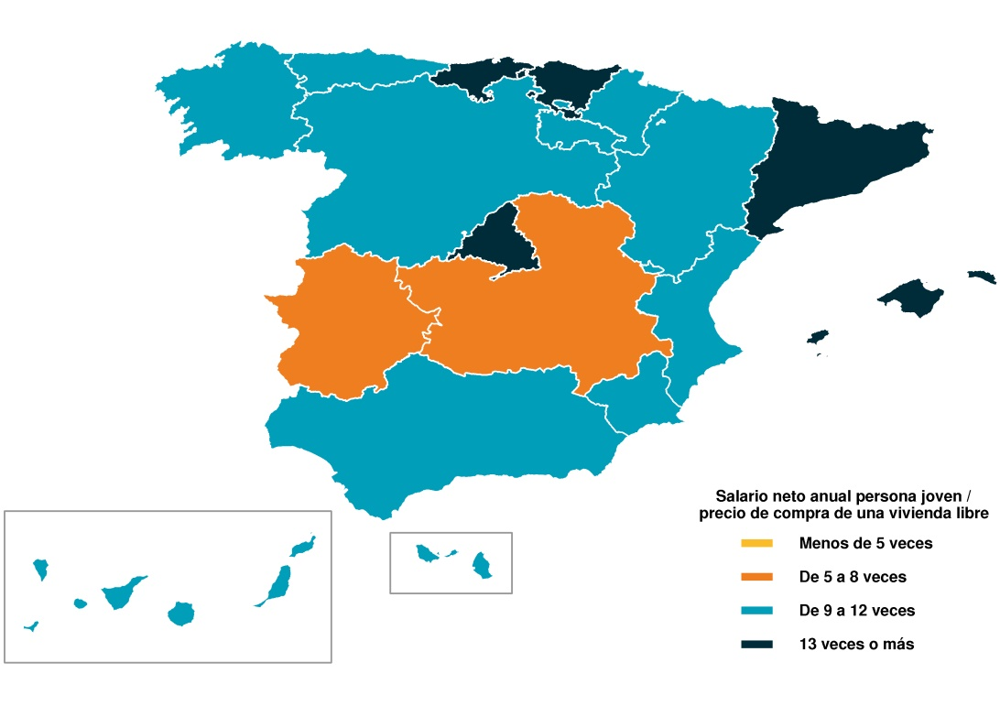 Salario neto anual persona joven /
precio de compra de una vivienda libre
Menos de 5 veces
De 5 a 8 veces
De 9 a 12 veces
13 veces o más